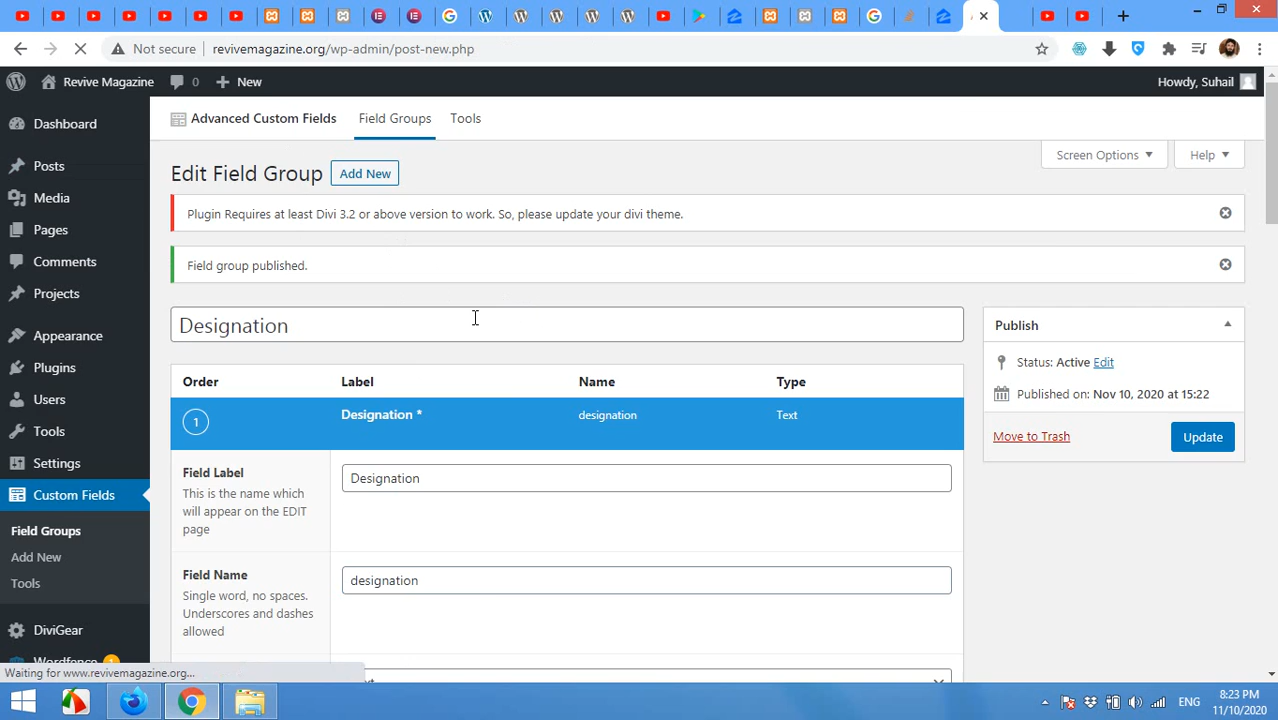 Not secure revivemagazine.org/wp-admin/post-new.php
Revive Magazine 0 New Howdy, Suhail
Dashboard
Posts
Media
Pages
Comments
Projects
Appearance
Plugins
Users
Tools
Settings
Custom Fields
Field Groups
Add New
Tools
DiviGear
Wordfence 1
Advanced Custom Fields Field Groups Tools
Screen Options Help
Edit Field Group Add New
Plugin Requires at least Divi 3.2 or above version to work. So, please update your divi theme.
Field group published.
Designation
Order Label Name Type
1 Designation * designation Text
Field Label
This is the name which
will appear on the EDIT
page
Designation
Field Name
Single word, no spaces.
Underscores and dashes
allowed
designation
Publish
Status: Active Edit
Published on: Nov 10, 2020 at 15:22
Move to Trash Update
Waiting for www.revivemagazine.org...
ENG
8:23 PM
11/10/2020